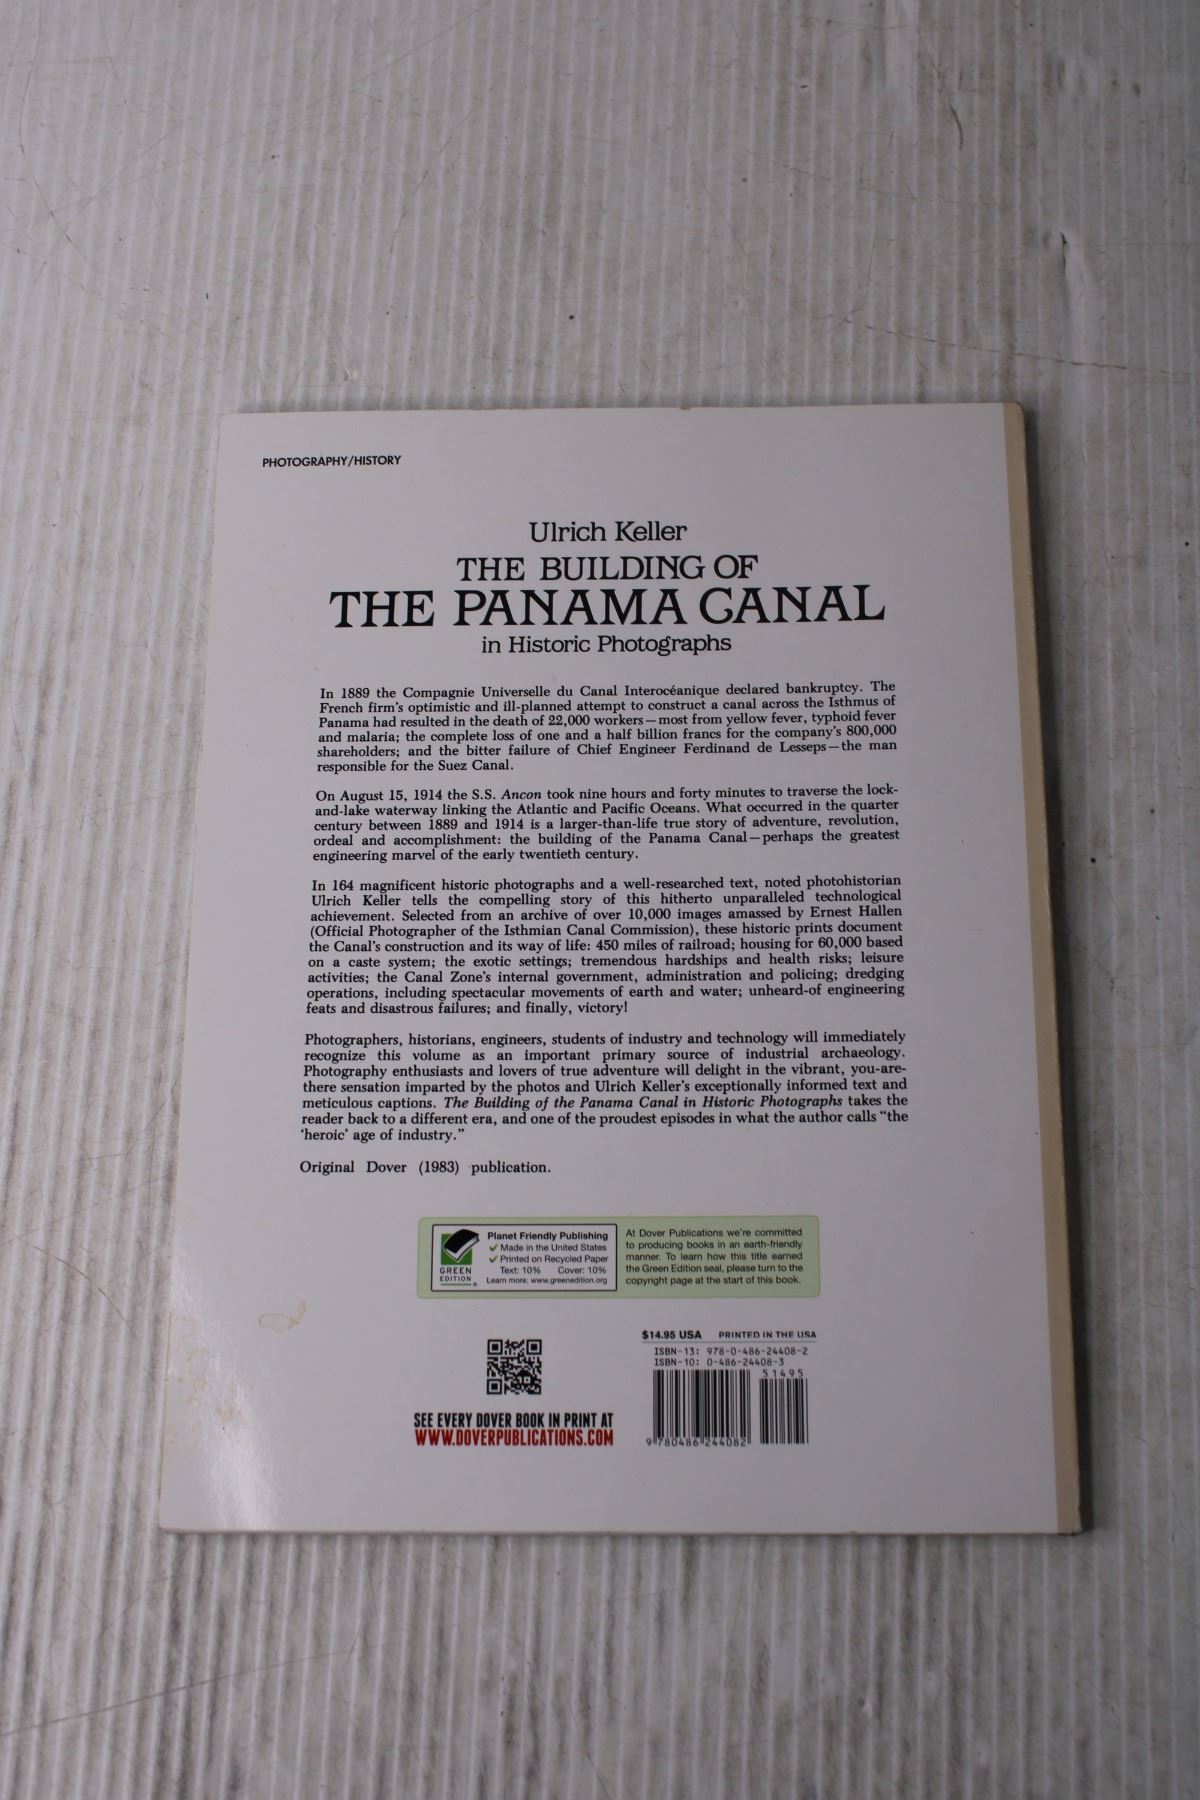 PHOTOGRAPHY/HISTORY
Ulrich Keller
THE BUILDING OF
THE PANAMA CANAL
in Historic Photographs
In 1889 the Compagnie Universelle du Canal Interocéanique declared bankruptcy. The
French firm's optimistic and ill-planned attempt to construct a canal across the Isthmus of
Panama had resulted in the death of 22,000 workers—most from yellow fever, typhoid fever
and malaria; the complete loss of one and a half billion francs for the company's 800,000
shareholders; and the bitter failure of Chief Engineer Ferdinand de Lesseps—the man
responsible for the Suez Canal.
On August 15, 1914 the S.S. Ancon took nine hours and forty minutes to traverse the lock-
and-lake waterway linking the Atlantic and Pacific Oceans. What occurred in the quarter
century between 1889 and 1914 is a larger-than-life true story of adventure, revolution,
ordeal and accomplishment: the building of the Panama Canal—perhaps the greatest
engineering marvel of the early twentieth century.
In 164 magnificent historic photographs and a well-researched text, noted photohistorian
Ulrich Keller tells the compelling story of this hitherto unparalleled technological
achievement. Selected from an archive of over 10,000 images amassed by Ernest Hallen
(Official Photographer of the Isthmian Canal Commission), these historic prints document
the Canal's construction and its way of life: 450 miles of railroad; housing for 60,000 based
on a caste system; the exotic settings; tremendous hardships and health risks; leisure
activities; the Canal Zone's internal government, administration and policing; dredging
operations, including spectacular movements of earth and water; unheard-of engineering
feats and disastrous failures; and finally, victory!
Photographers, historians, engineers, students of industry and technology will immediately
recognize this volume as an important primary source of industrial archaeology.
Photography enthusiasts and lovers of true adventure will delight in the vibrant, you-are-
there sensation imparted by the photos and Ulrich Keller's exceptionally informed text and
meticulous captions. The Building of the Panama Canal in Historic Photographs takes the
reader back to a different era, and one of the proudest episodes in what the author calls "the
'heroic' age of industry."
Original Dover (1983) publication.
GREEN
EDITION
®
Planet Friendly Publishing
✓ Made in the United States
✓ Printed on Recycled Paper
Text: 10% Cover: 10%
Learn more: www.greenedition.org
At Dover Publications we're committed
to producing books in an earth-friendly
manner. To learn how this title earned
the Green Edition seal, please turn to the
copyright page at the start of this book.
SEE EVERY DOVER BOOK IN PRINT AT
WWW.DOVERPUBLICATIONS.COM
$14.95 USA PRINTED IN THE USA
ISBN-13: 978-0-486-24408-2
ISBN-10: 0-486-24408-3
51495
9 780486 244082